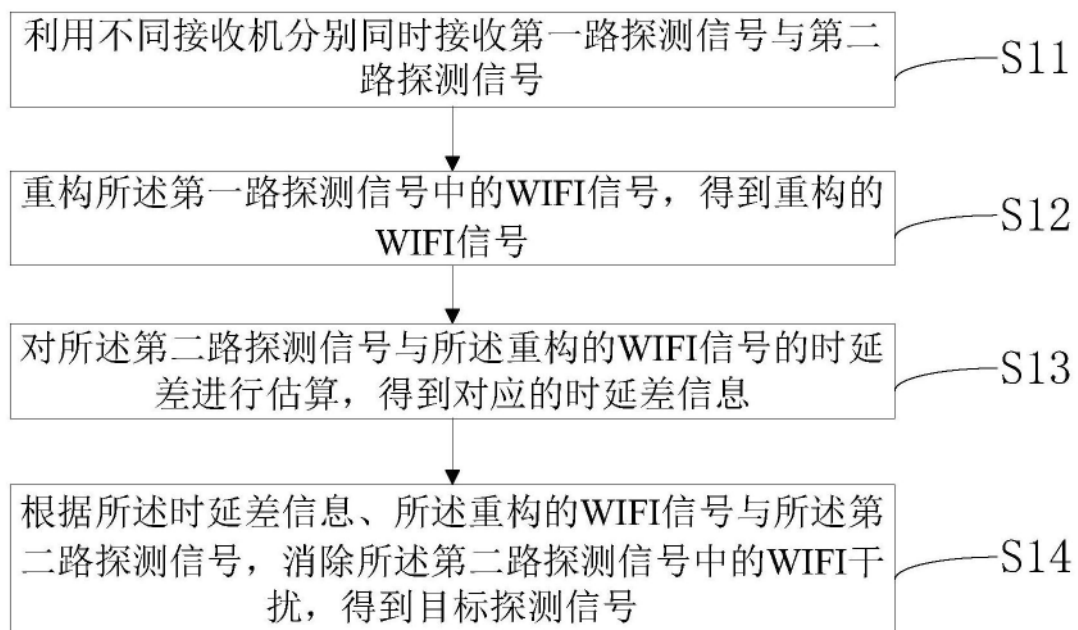 利用不同接收机分别同时接收第一路探测信号与第二
路探测信号
S11
重构所述第一路探测信号中的WIFI信号，得到重构的
WIFI信号
S12
对所述第二路探测信号与所述重构的WIFI信号的时延
差进行估算，得到对应的时延差信息
S13
根据所述时延差信息、所述重构的WIFI信号与所述第
二路探测信号，消除所述第二路探测信号中的WIFI干
扰，得到目标探测信号
S14